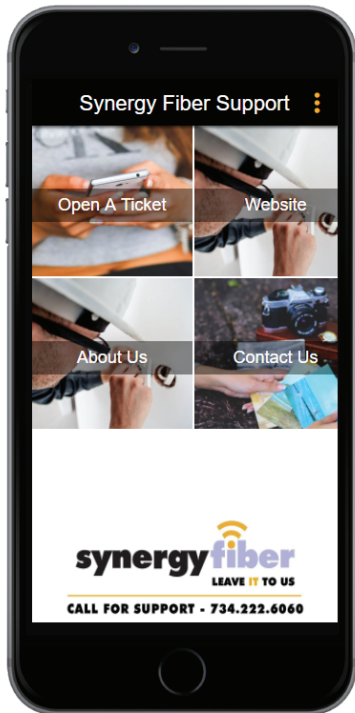 Synergy Fiber Support
Open A Ticket
Website
About Us
Contact Us
synergyfiber
LEAVE IT TO US
CALL FOR SUPPORT - 734.222.6060